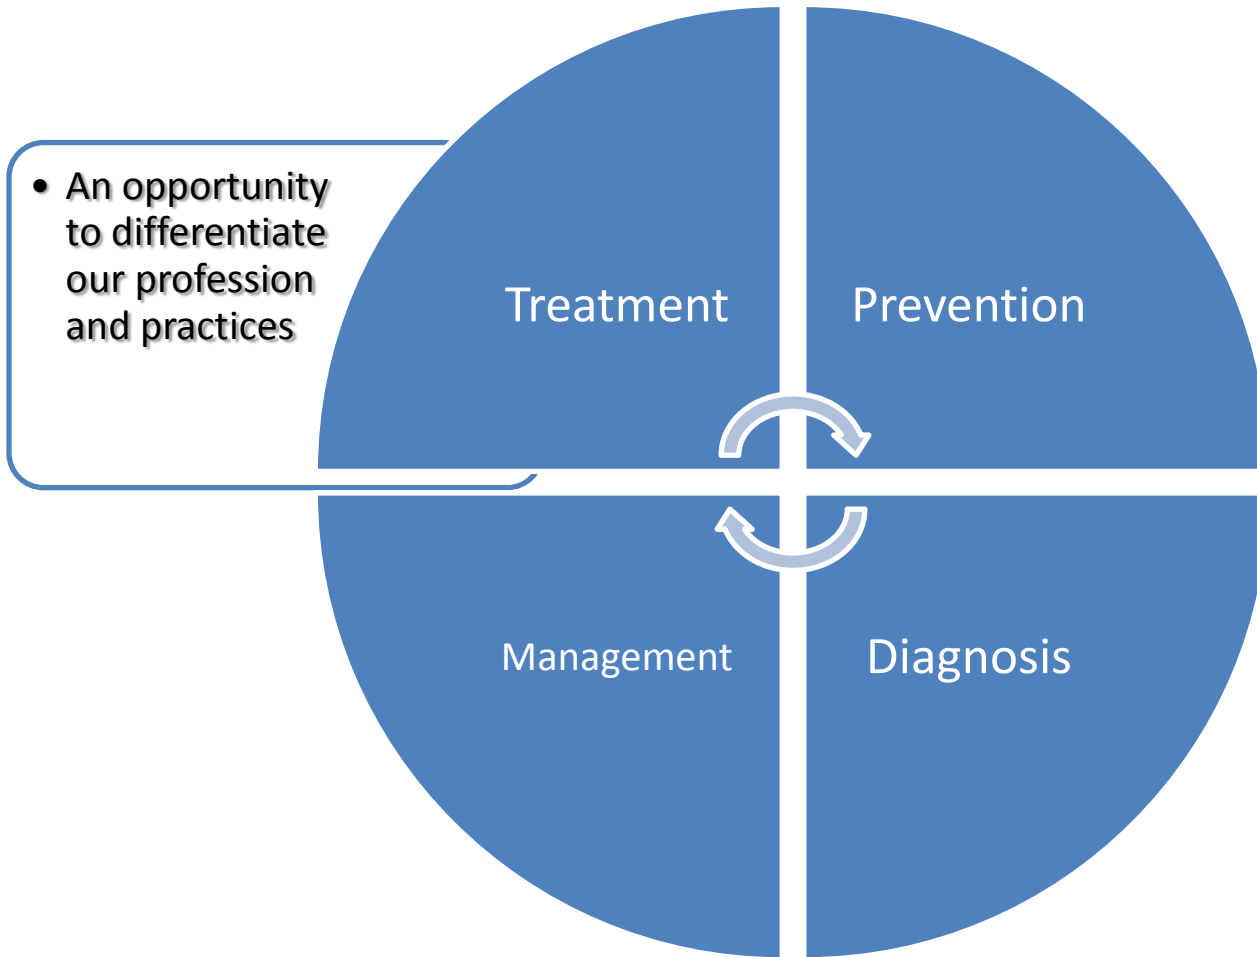 • An opportunity
to differentiate
our profession
and practices
Treatment
Prevention
Management
Diagnosis